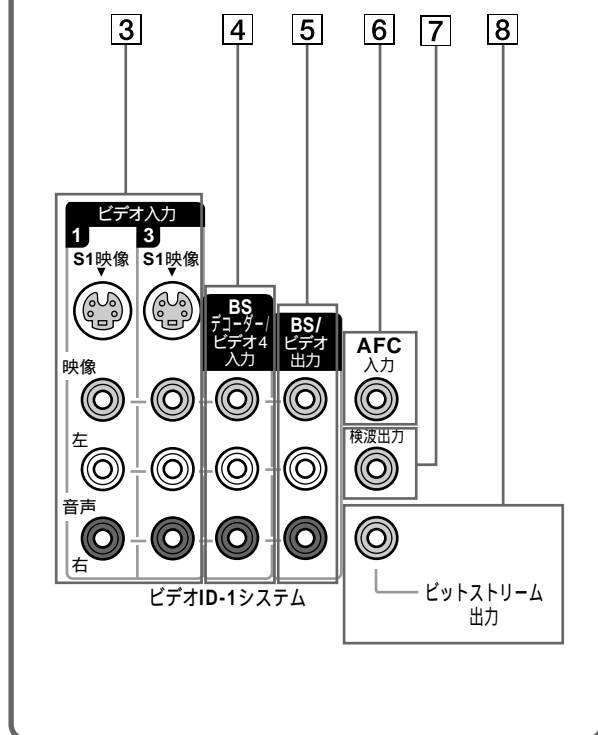 3 4 5 6 7 8
ビデオ入力
1 3
S1映像 S1映像
BS
デコーダー/
ビデオ4
入力
BS/
ビデオ
出力
AFC
入力
映像
検波出力
左
音声
右
ビットストリーム
出力
ビデオID-1システム